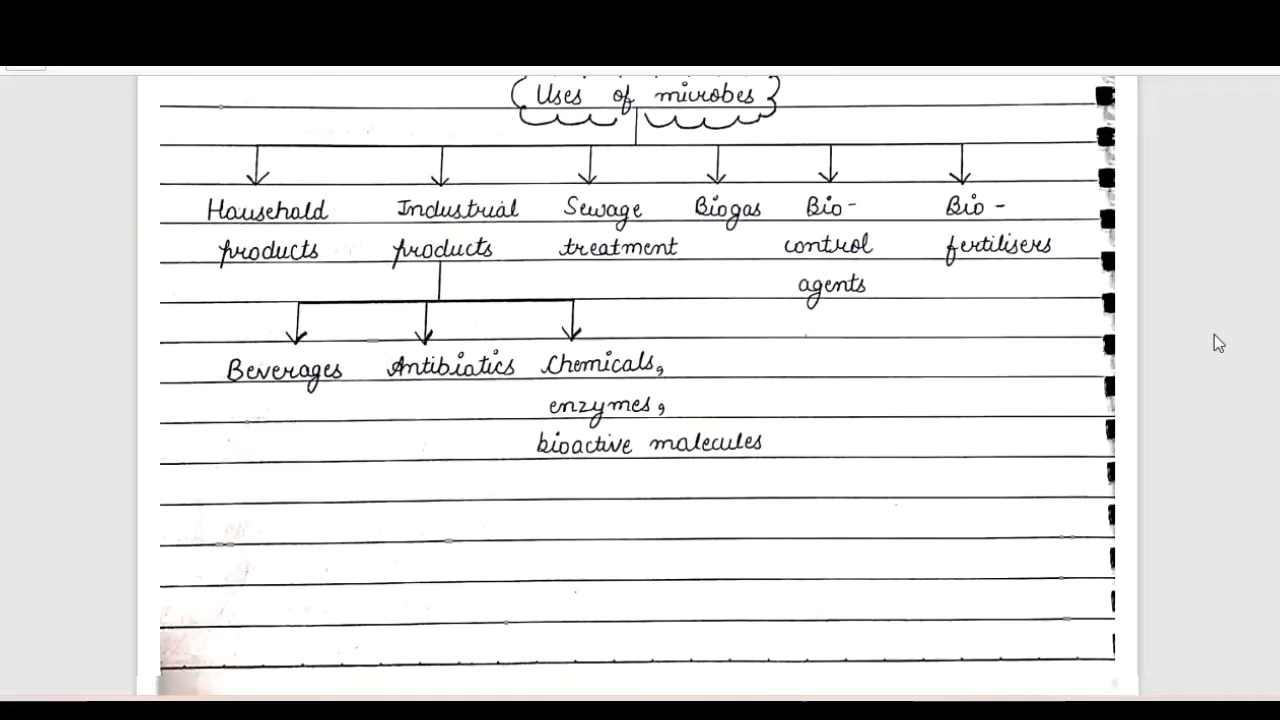 Uses of microbes
Household Industrial Sewage Biogas Bio- Bio-
products products treatment control fertilisers
agents
Beverages Antibiotics Chemicals,
enzymes,
bioactive molecules